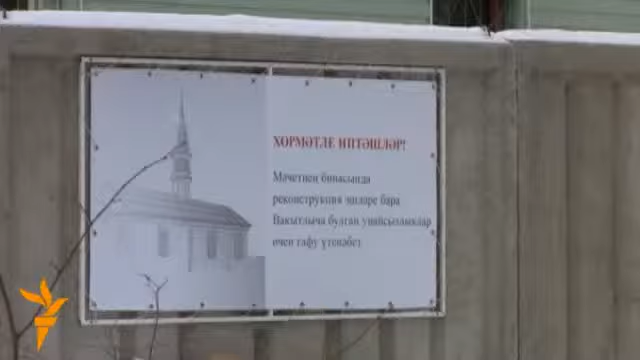 ХӨРМӘТЛЕ ИПТӘШЛӘР!
Мәчетнең бинасында
реконструкция эшләре бара
Вакытлыча булган уңайсызлыклар
өчен гафу үтенәбез